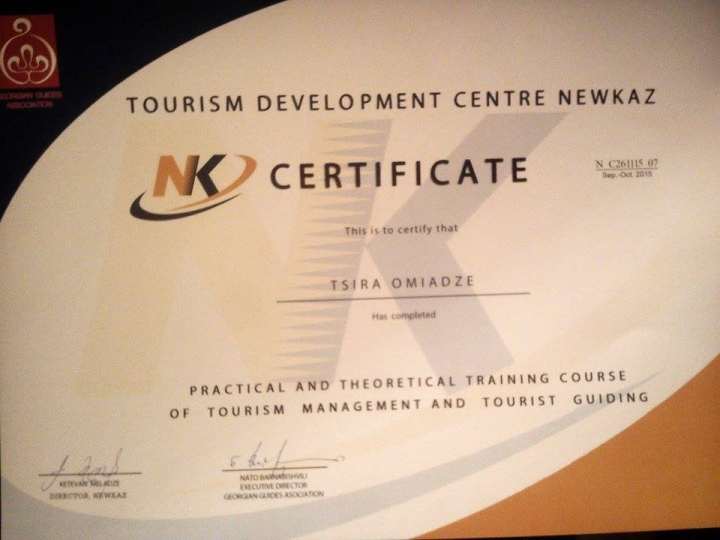 GEORGIAN GUIDES
ASSOCIATION
TOURISM DEVELOPMENT CENTRE NEWKAZ
NK
CERTIFICATE
N C261115 07
Sep.-Oct. 2015
This is to certify that
TSIRA OMIADZE
Has completed
PRACTICAL AND THEORETICAL TRAINING COURSE
OF TOURISM MANAGEMENT AND TOURIST GUIDING
KETEVAN MELADZE
DIRECTOR, NEWKAZ
NATO BARNABISHVILI
EXECUTIVE DIRECTOR
GEORGIAN GUIDES ASOCIATION